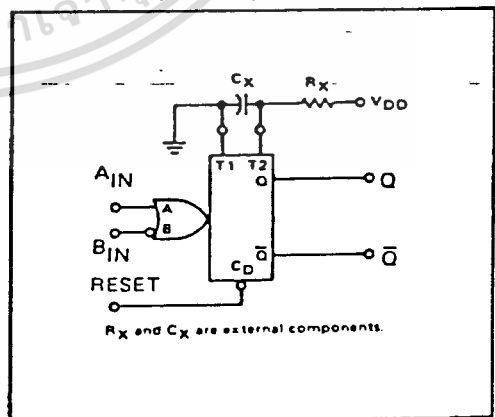 Cx Rx
VDD
T1 T2
AIN A Q Q
BIN B
RESET CD Q̅ Q̅
Rx and Cx are external components.